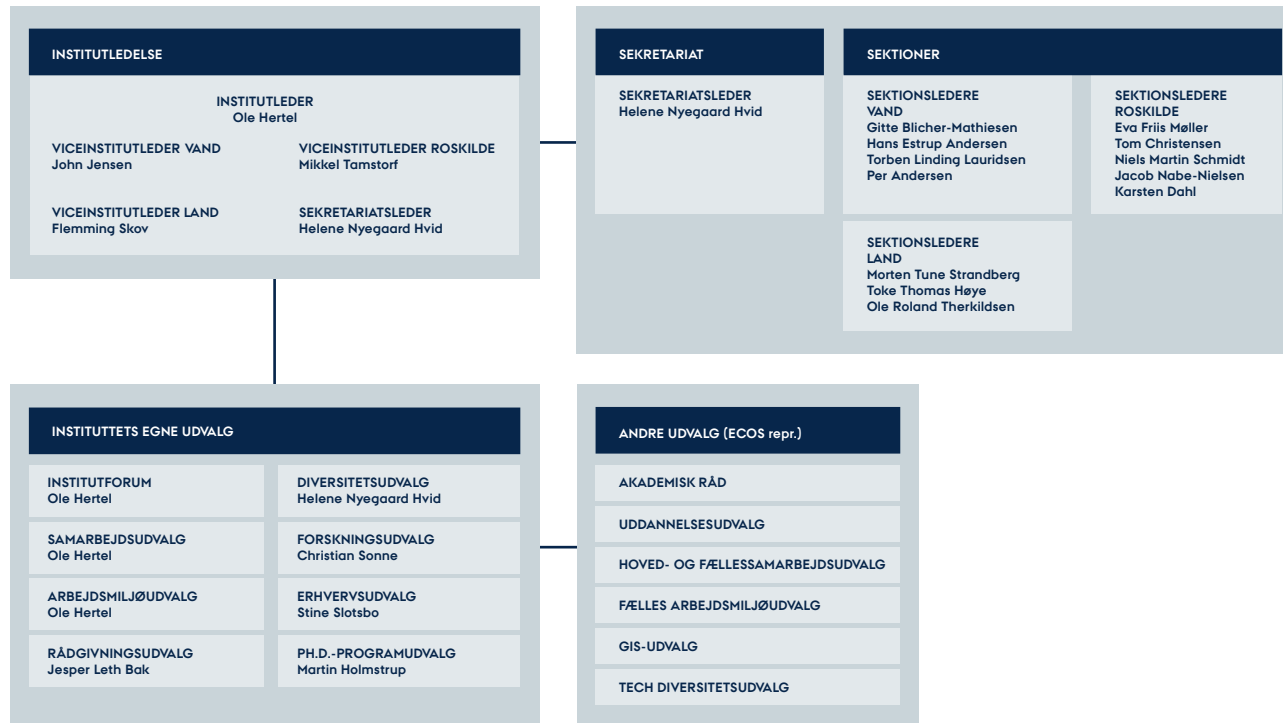 INSTITUTLEDELSE
INSTITUTLEDER
Ole Hertel
VICEINSTITUTLEDER VAND
John Jensen
VICEINSTITUTLEDER ROSKILDE
Mikkel Tamstorf
VICEINSTITUTLEDER LAND
Flemming Skov
SEKRETARIATSLEDER
Helene Nyegaard Hvid
SEKRETARIAT
SEKRETARIATSLEDER
Helene Nyegaard Hvid
SEKTIONER
SEKTIONSLEDERE
VAND
Gitte Blicher-Mathiesen
Hans Estrup Andersen
Torben Linding Lauridsen
Per Andersen
SEKTIONSLEDERE
ROSKILDE
Eva Friis Møller
Tom Christensen
Niels Martin Schmidt
Jacob Nabe-Nielsen
Karsten Dahl
SEKTIONSLEDERE
LAND
Morten Tune Strandberg
Toke Thomas Høye
Ole Roland Therkildsen
INSTITUTTETS EGNE UDVALG
INSTITUTFORUM
Ole Hertel
DIVERSITETSUDVALG
Helene Nyegaard Hvid
SAMARBEJDSUDVALG
Ole Hertel
FORSKNINGSUDVALG
Christian Sonne
ARBEJDSMILJØUDVALG
Ole Hertel
ERHVERVSUDVALG
Stine Slotsbo
RÅDGIVNINGSUDVALG
Jesper Leth Bak
PH.D.-PROGRAMUDVALG
Martin Holmstrup
ANDRE UDVALG (ECOS repr.)
AKADEMISK RÅD
UDDANNELSESUDVALG
HOVED- OG FÆLLESSAMARBEJDSUDVALG
FÆLLES ARBEJDSMILJØUDVALG
GIS-UDVALG
TECH DIVERSITETSUDVALG